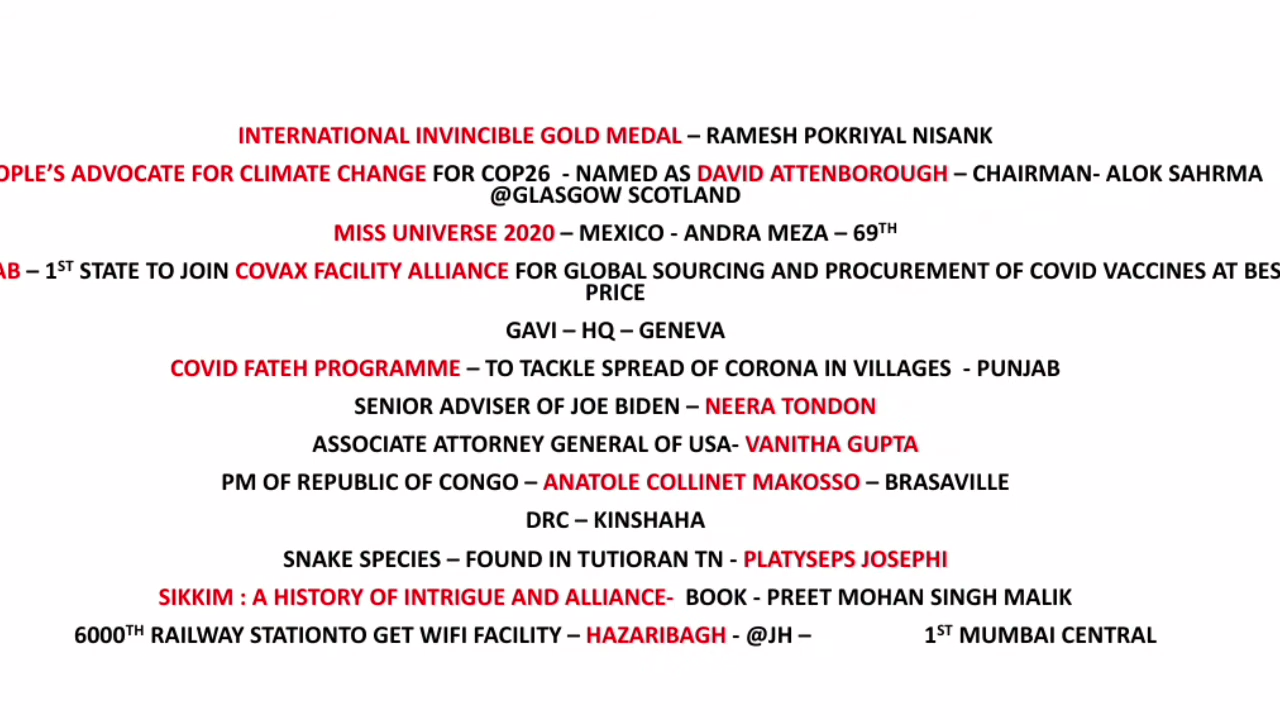 INTERNATIONAL INVINCIBLE GOLD MEDAL – RAMESH POKRIYAL NISANK
OPLE’S ADVOCATE FOR CLIMATE CHANGE FOR COP26 - NAMED AS DAVID ATTENBOROUGH – CHAIRMAN- ALOK SAHRMA
@GLASGOW SCOTLAND
MISS UNIVERSE 2020 – MEXICO - ANDRA MEZA – 69TH
AB – 1ST STATE TO JOIN COVAX FACILITY ALLIANCE FOR GLOBAL SOURCING AND PROCUREMENT OF COVID VACCINES AT BES
PRICE
GAVI – HQ – GENEVA
COVID FATEH PROGRAMME – TO TACKLE SPREAD OF CORONA IN VILLAGES - PUNJAB
SENIOR ADVISER OF JOE BIDEN – NEERA TONDON
ASSOCIATE ATTORNEY GENERAL OF USA- VANITHA GUPTA
PM OF REPUBLIC OF CONGO – ANATOLE COLLINET MAKOSSO – BRASAVILLE
DRC – KINSHAHA
SNAKE SPECIES – FOUND IN TUTIORAN TN - PLATYSEPS JOSEPHI
SIKKIM : A HISTORY OF INTRIGUE AND ALLIANCE- BOOK - PREET MOHAN SINGH MALIK
6000TH RAILWAY STATIONTO GET WIFI FACILITY – HAZARIBAGH - @JH – 1ST MUMBAI CENTRAL